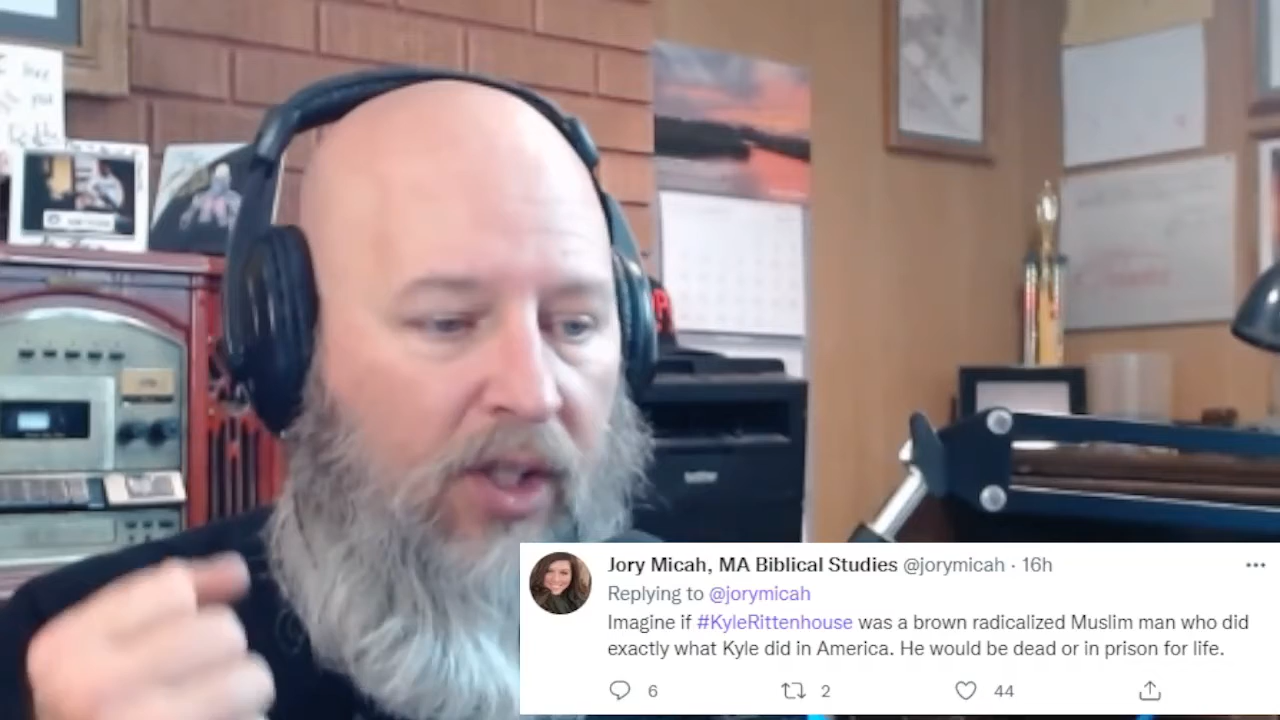 Jory Micah, MA Biblical Studies @jorymicah · 16h
Replying to @jorymicah
Imagine if #KyleRittenhouse was a brown radicalized Muslim man who did
exactly what Kyle did in America. He would be dead or in prison for life.
6 2 44
brother